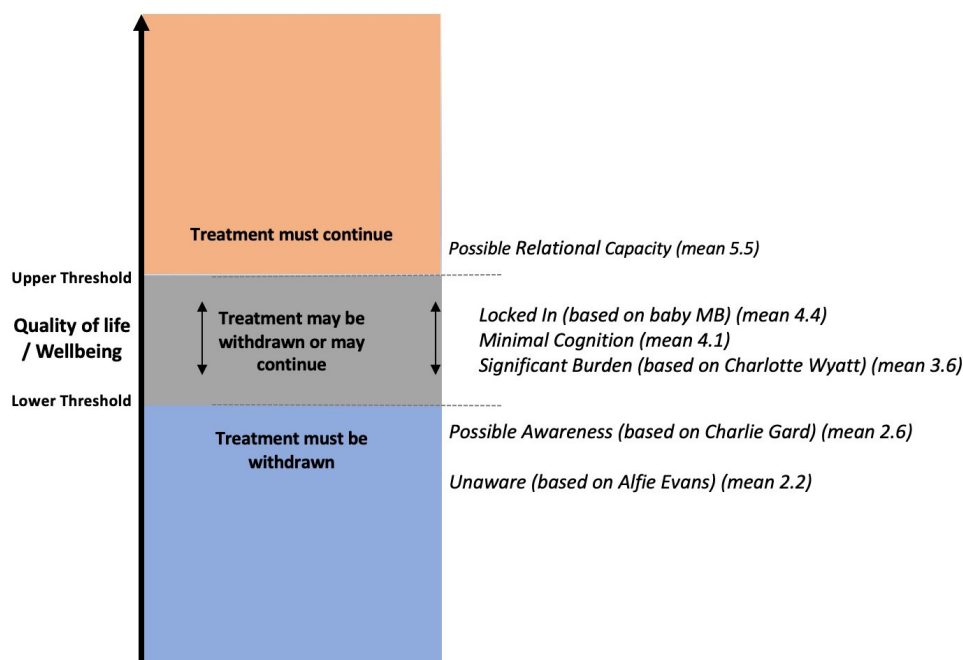 Treatment must continue
Possible Relational Capacity (mean 5.5)
Upper Threshold
Quality of life
/ Wellbeing
Treatment may be
withdrawn or may
continue
Locked In (based on baby MB) (mean 4.4)
Minimal Cognition (mean 4.1)
Significant Burden (based on Charlotte Wyatt) (mean 3.6)
Lower Threshold
Treatment must be
withdrawn
Possible Awareness (based on Charlie Gard) (mean 2.6)
Unaware (based on Alfie Evans) (mean 2.2)